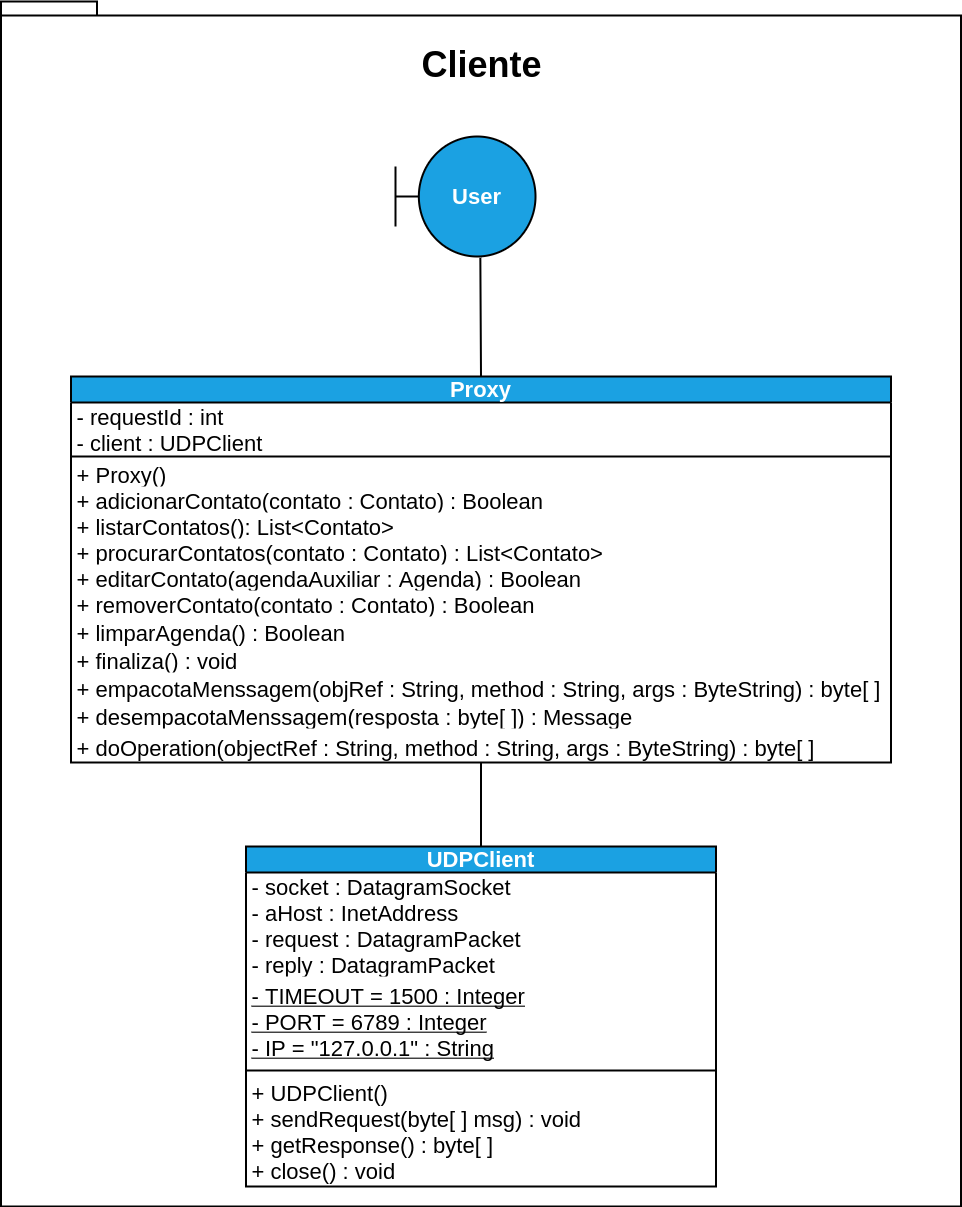 Cliente
User
Proxy
- requestId : int
- client : UDPClient
+ Proxy()
+ adicionarContato(contato : Contato) : Boolean
+ listarContatos(): List<Contato>
+ procurarContatos(contato : Contato) : List<Contato>
+ editarContato(agendaAuxiliar : Agenda) : Boolean
+ removerContato(contato : Contato) : Boolean
+ limparAgenda() : Boolean
+ finaliza() : void
+ empacotaMenssagem(objRef : String, method : String, args : ByteString) : byte[ ]
+ desempacotaMenssagem(resposta : byte[ ]) : Message
+ doOperation(objectRef : String, method : String, args : ByteString) : byte[ ]
UDPClient
- socket : DatagramSocket
- aHost : InetAddress
- request : DatagramPacket
- reply : DatagramPacket
- TIMEOUT = 1500 : Integer
- PORT = 6789 : Integer
- IP = "127.0.0.1" : String
+ UDPClient()
+ sendRequest(byte[ ] msg) : void
+ getResponse() : byte[ ]
+ close() : void